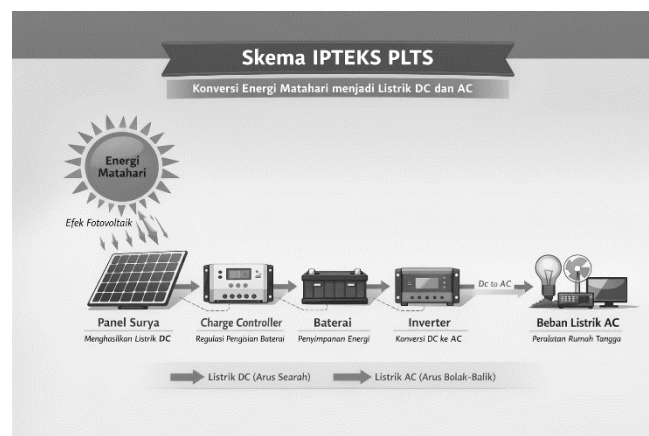 Skema IPTEKS PLTS
Konversi Energi Matahari menjadi Listrik DC dan AC
Energi
Matahari
Efek Fotovoltaik
Dc to AC
Panel Surya
Menghasilkan Listrik DC
Charge Controller
Regulasi Pengisian Baterai
Baterai
Penyimpanan Energi
Inverter
Konversi DC ke AC
Beban Listrik AC
Peralatan Rumah Tangga
Listrik DC (Arus Searah)
Listrik AC (Arus Bolak-Balik)